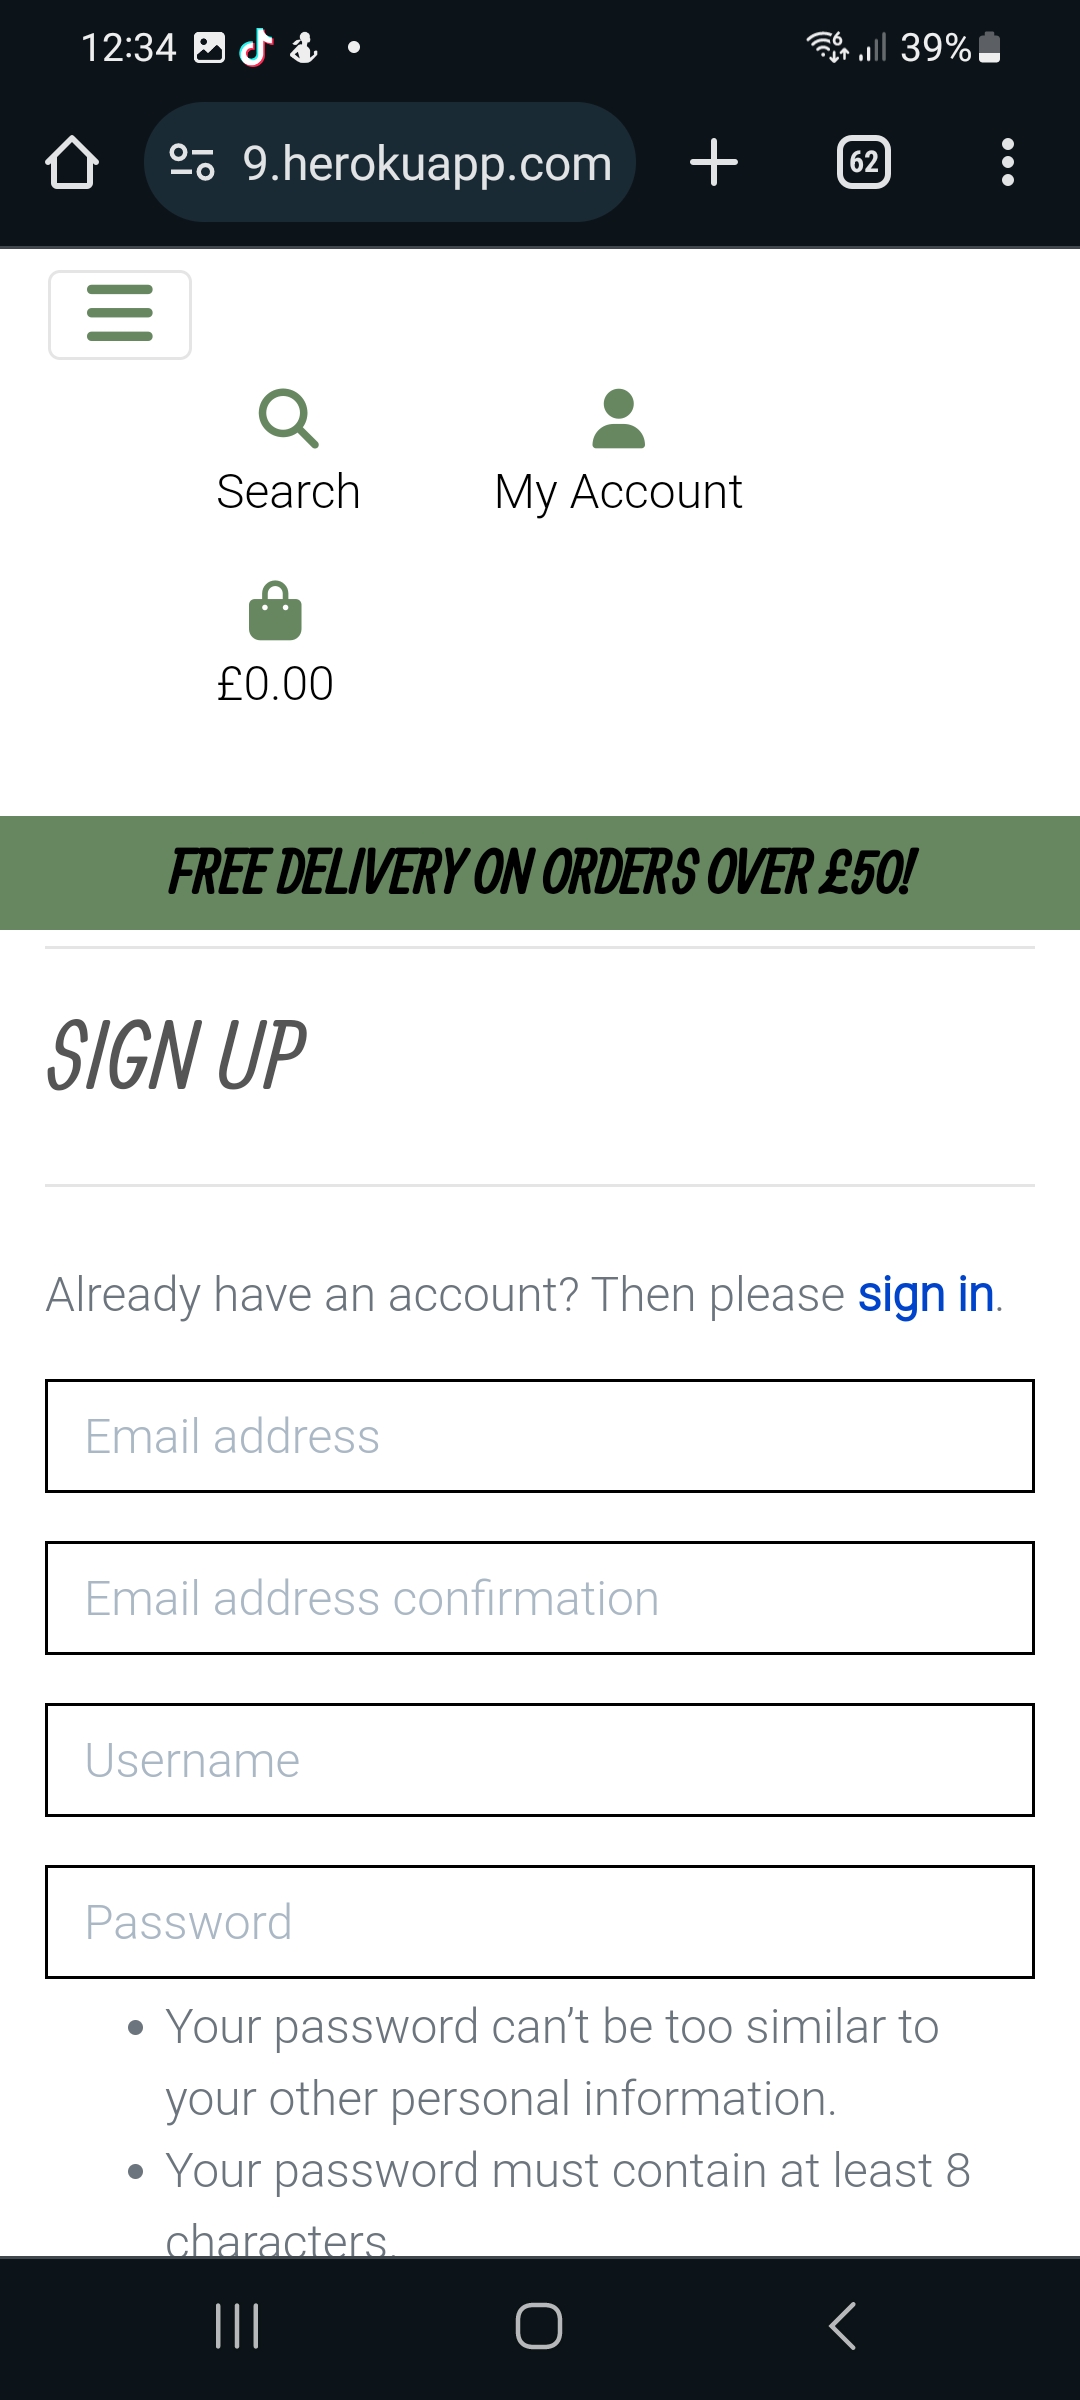 12:34
6
39%
9.herokuapp.com
62
Search
My Account
£0.00
FREE DELIVERY ON ORDERS OVER £50!
SIGN UP
Already have an account? Then please sign in.
Email address
Email address confirmation
Username
Password
• Your password can’t be too similar to
your other personal information.
• Your password must contain at least 8
characters.